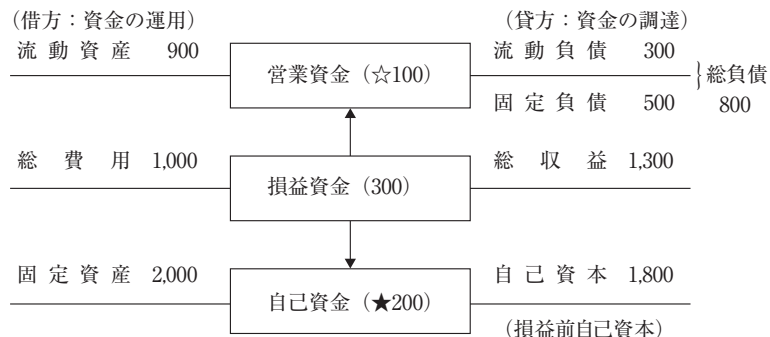 （借方：資金の運用）　（貸方：資金の調達）
流動資産　900　営業資金（☆100）　流動負債　300
固定負債　500
総負債
800
総費用　1,000　損益資金（300）　総収益　1,300
固定資産　2,000　自己資金（★200）　自己資本　1,800
（損益前自己資本）